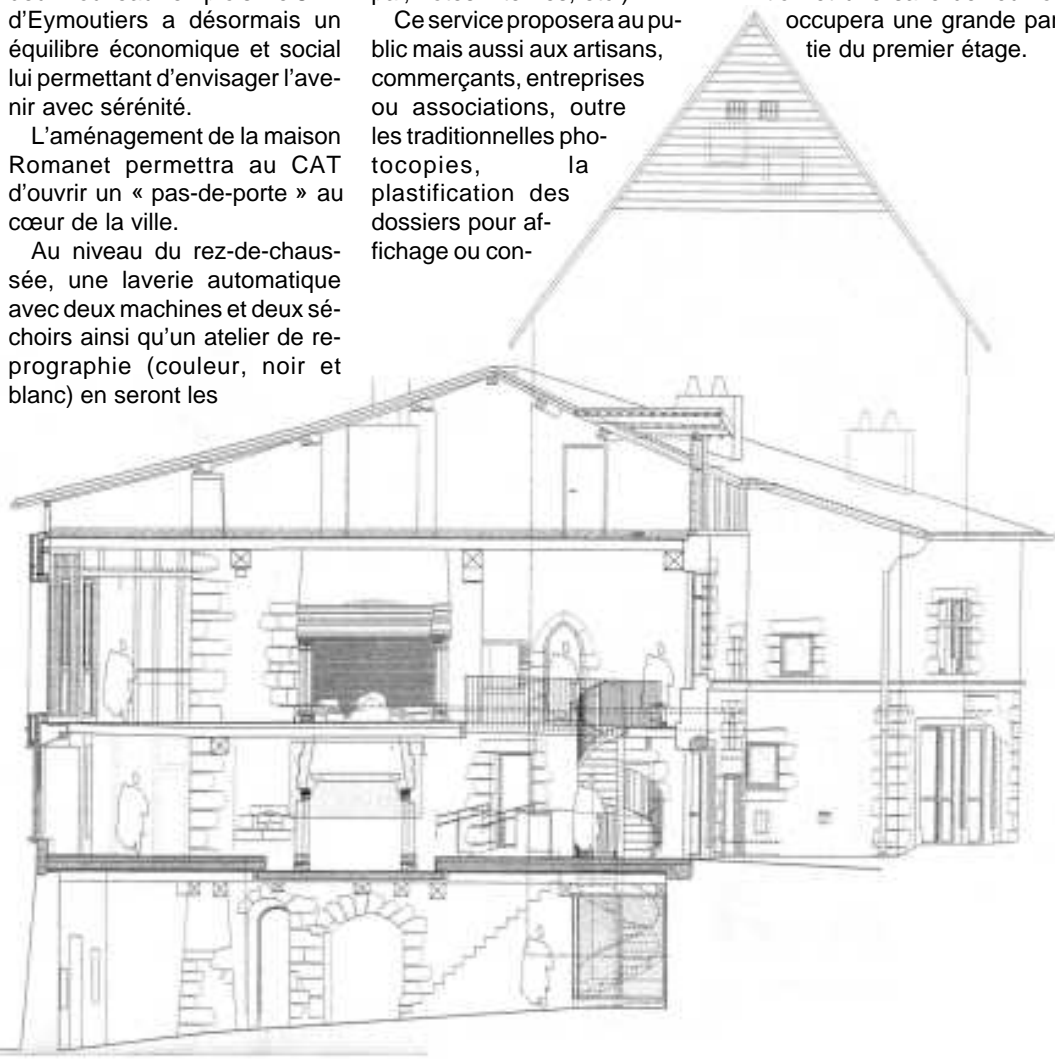 d'Eymoutiers a désormais un
équilibre économique et social
lui permettant d'envisager l'ave-
nir avec sérénité.
L'aménagement de la maison
Romanet permettra au CAT
d'ouvrir un « pas-de-porte » au
cœur de la ville.
Au niveau du rez-de-chaus-
sée, une laverie automatique
avec deux machines et deux sé-
choirs ainsi qu'un atelier de re-
prographie (couleur, noir et
blanc) en seront les
Ce service proposera au pu-
blic mais aussi aux artisans,
commerçants, entreprises
ou associations, outre
les traditionnelles pho-
tocopies, la
plastification des
dossiers pour af-
fichage ou con-
occupera une grande par
tie du premier étage.